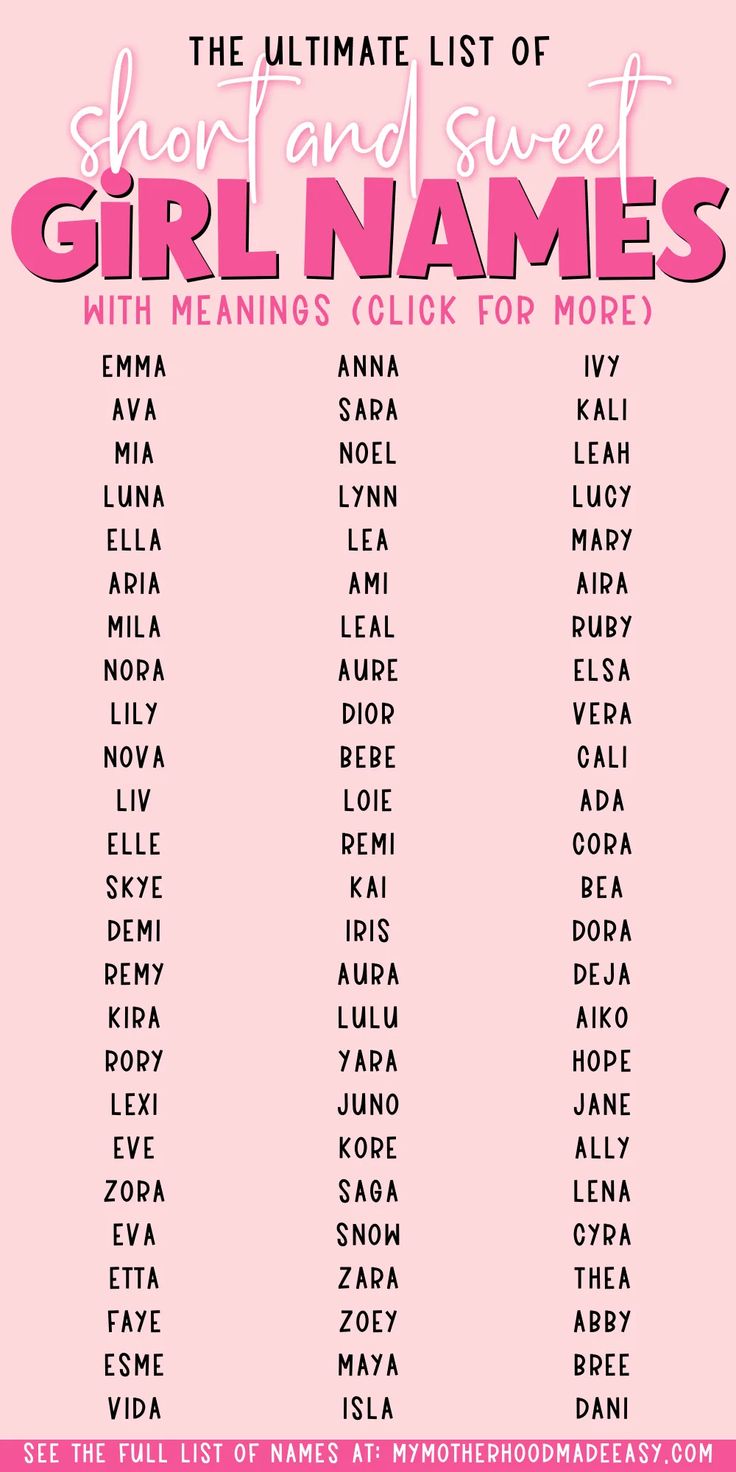 THE ULTIMATE LIST OF
short and sweet
GIRL NAMES
WITH MEANINGS (CLICK FOR MORE)
EMMA ANNA IVY
AVA SARA KALI
MIA NOEL LEAH
LUNA LYNN LUCY
ELLA LEA MARY
ARIA AMI AIRA
MILA LEAL RUBY
NORA AURE ELSA
LILY DIOR VERA
NOVA BEBE CALI
LIV LOIE ADA
ELLE REMI CORA
SKYE KAI BEA
DEMI IRIS DORA
REMY AURA DEJA
KIRA LULU AIKO
RORY YARA HOPE
LEXI JUNO JANE
EVE KORE ALLY
ZORA SAGA LENA
EVA SNOW CYRA
ETTA ZARA THEA
FAYE ZOEY ABBY
ESME MAYA BREE
VIDA ISLA DANI
SEE THE FULL LIST OF NAMES AT: MYMOTHERHOODMADEEASY.COM